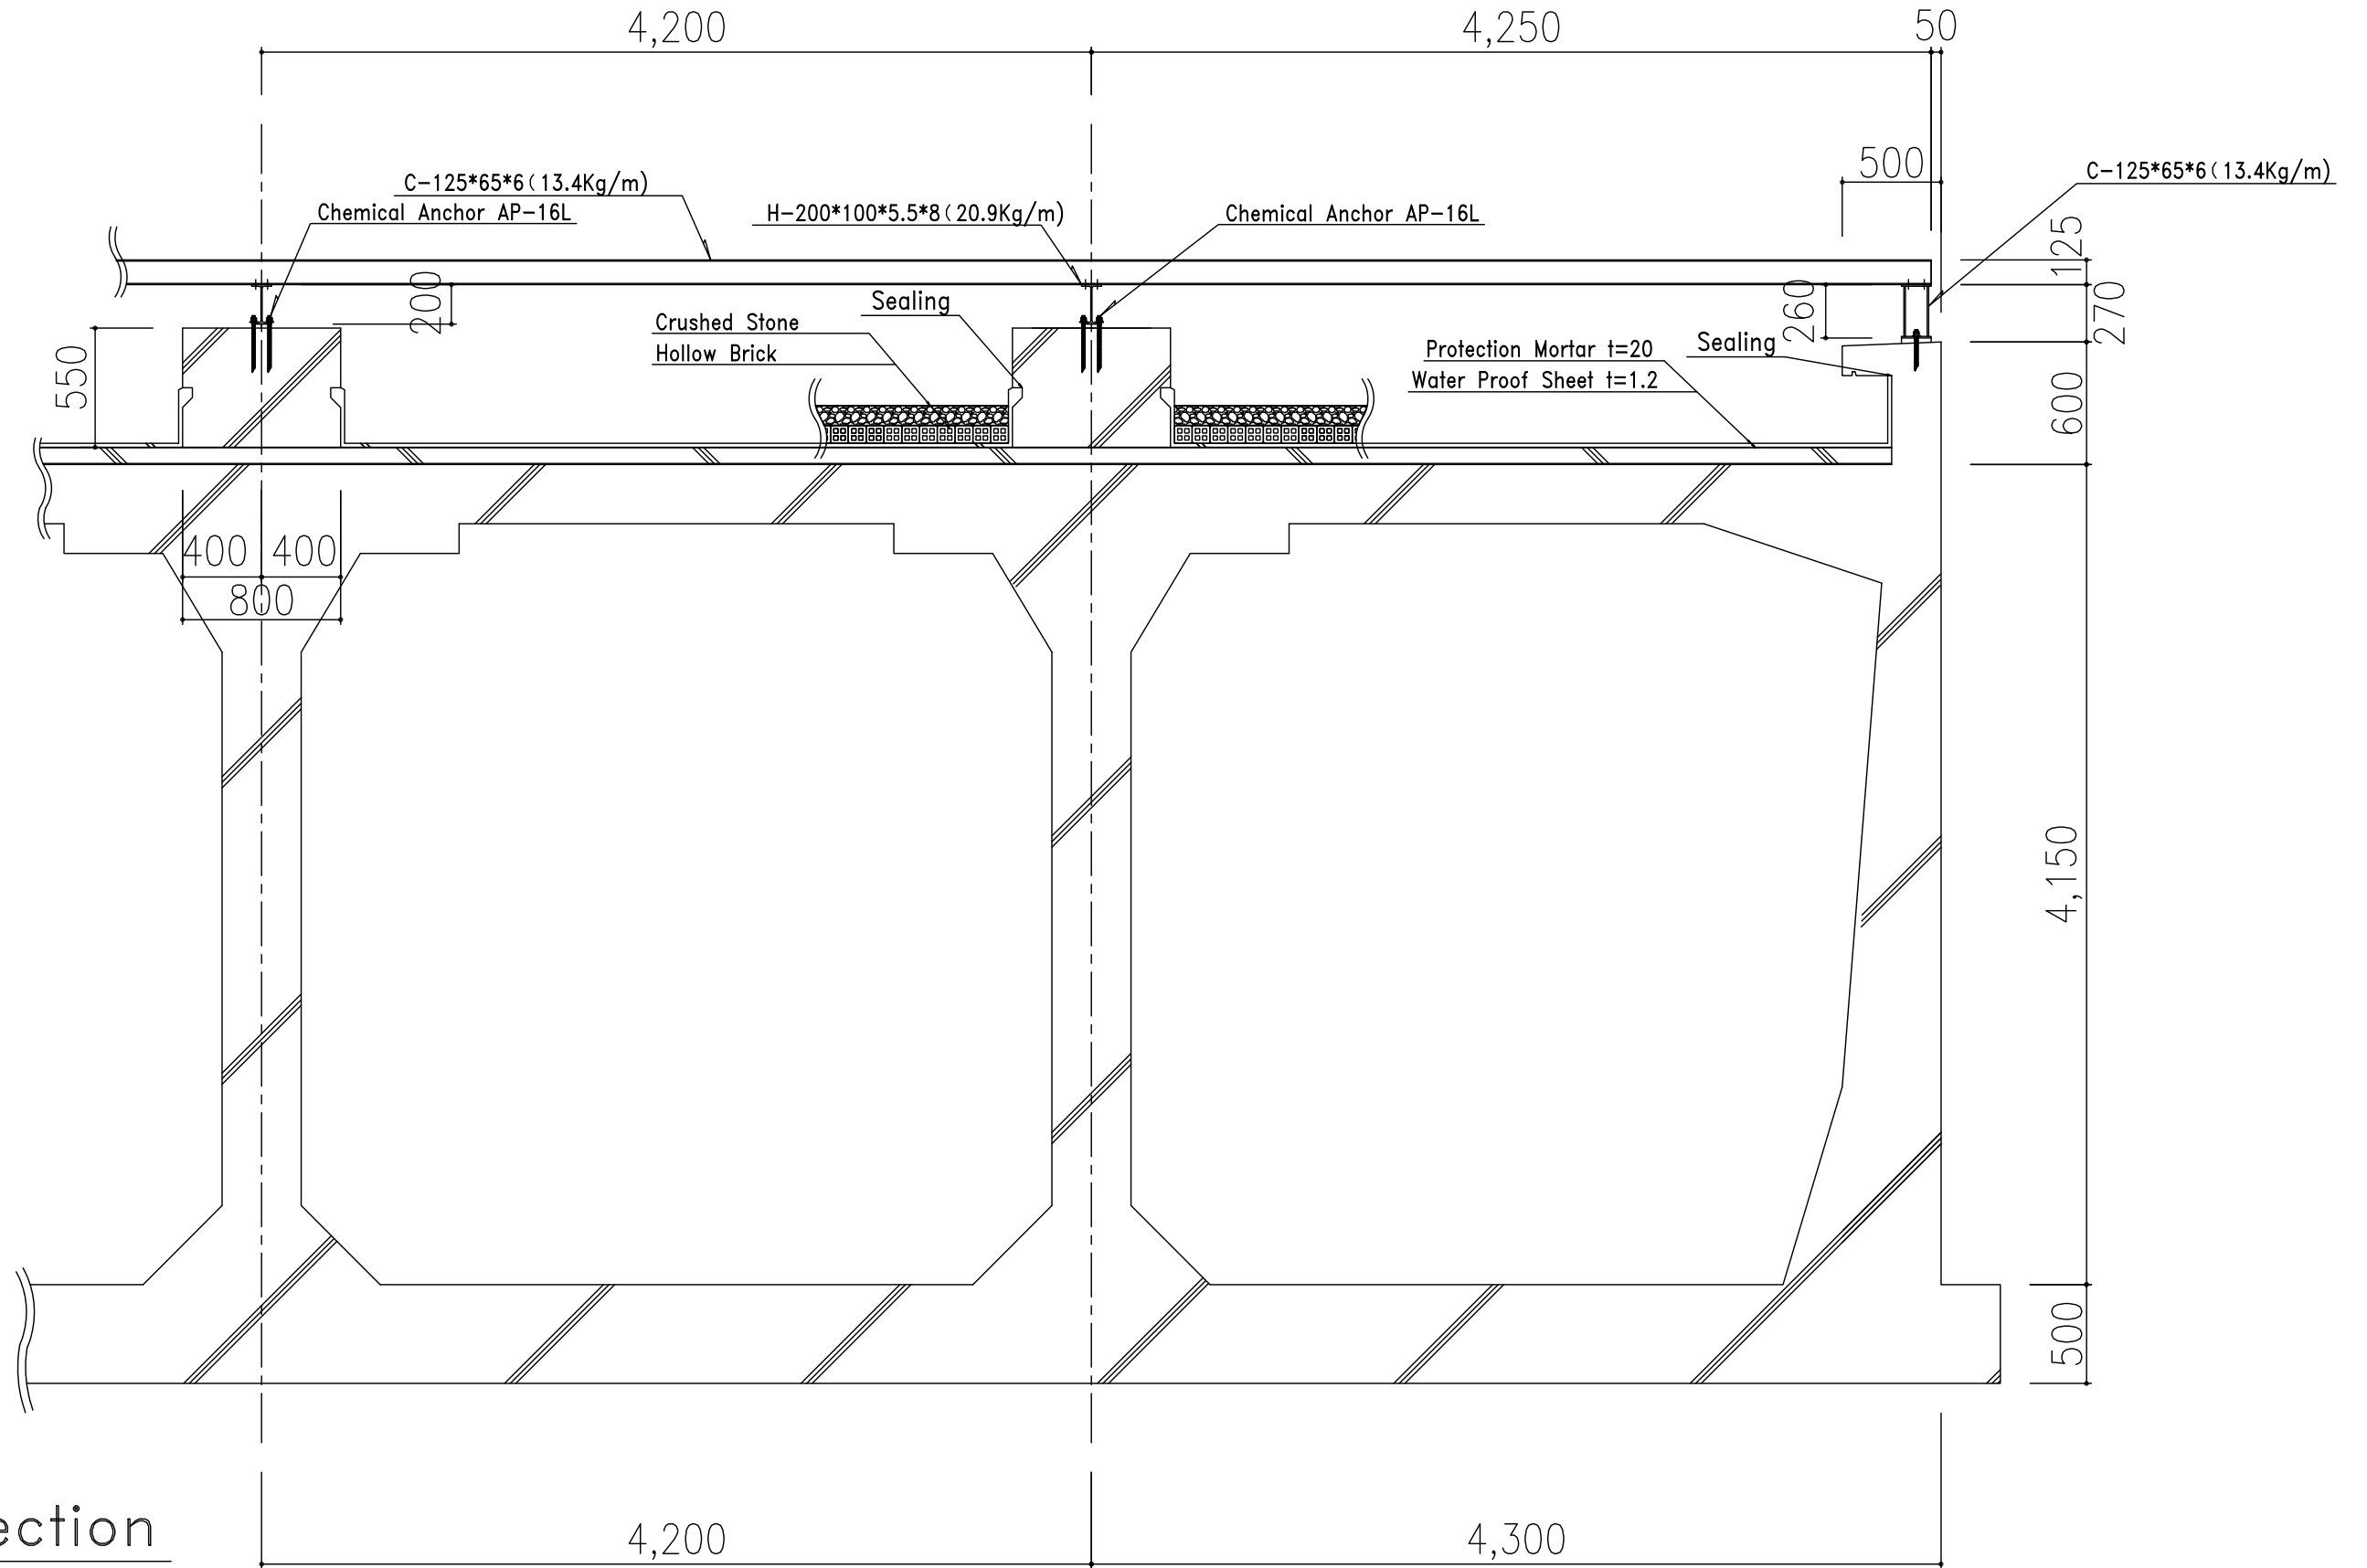 4,200
4,250
50
500
C-125*65*6(13.4Kg/m)
C-125*65*6(13.4Kg/m)
Chemical Anchor AP-16L
H-200*100*5.5*8(20.9Kg/m)
Chemical Anchor AP-16L
125
200
260
270
Sealing
Crushed Stone
Hollow Brick
Protection Mortar t=20
Sealing
Water Proof Sheet t=1.2
550
600
400
400
800
4,150
500
ection
4,200
4,300